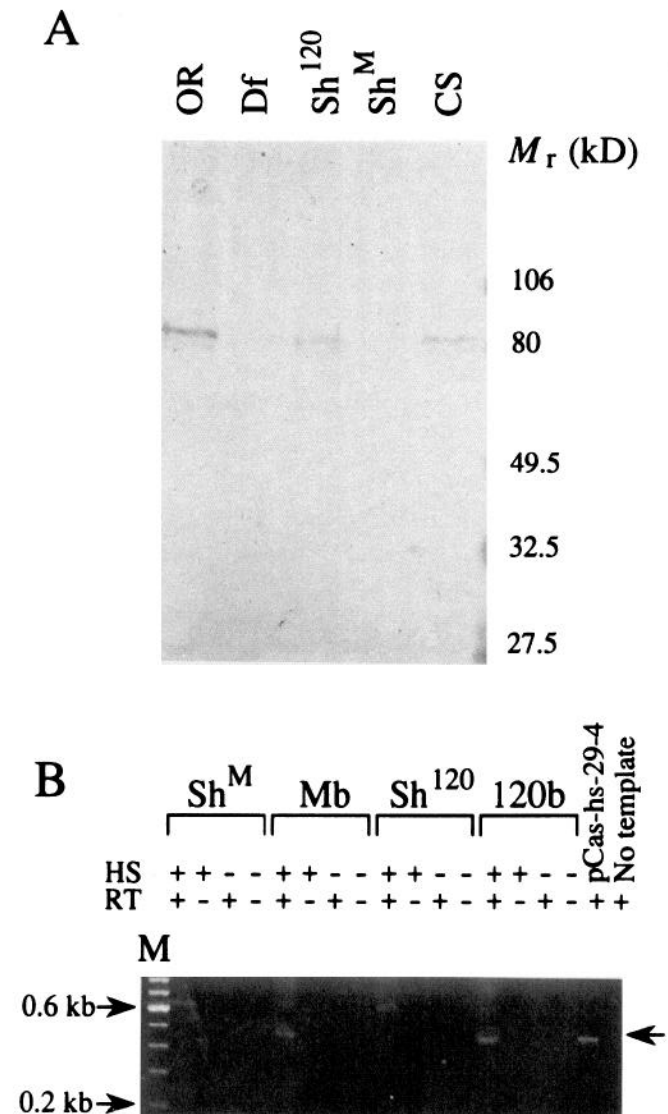 A
OR Df Sh120 ShM CS
Mr (kD)
106
80
49.5
32.5
27.5
B
ShM Mb Sh120 120b pCas-hs-29-4 No template
HS + + - - + + - - + + - - + + - -
RT + - + - + - + - + - + - + - + - + +
M
0.6 kb
0.2 kb